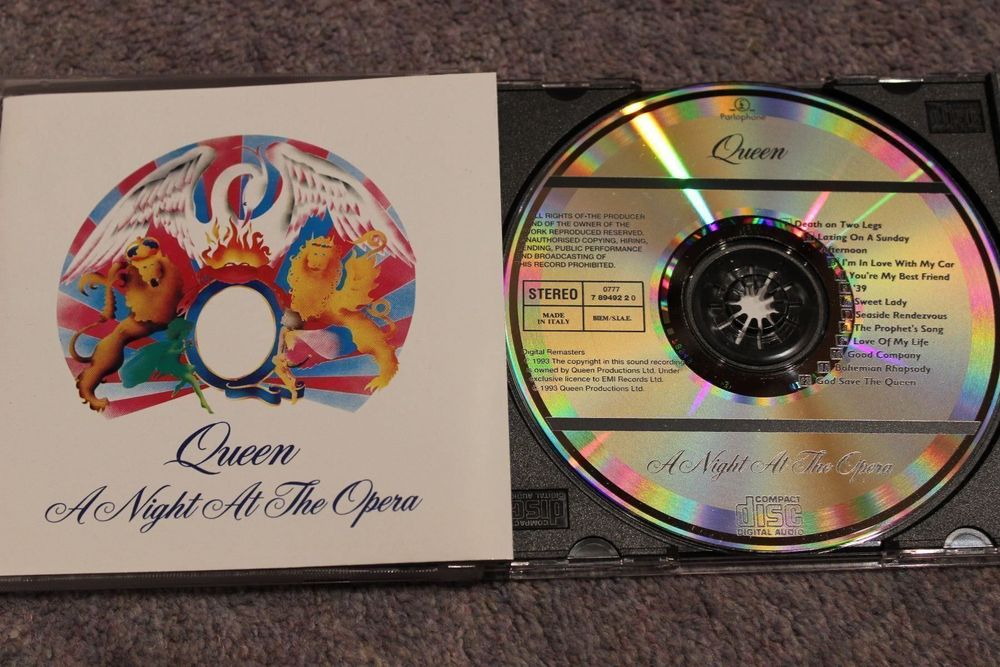 Queen
A Night At The Opera
Parlophone
Queen
ALL RIGHTS OF THE PRODUCER
AND OF THE OWNER OF THE
WORK REPRODUCED RESERVED.
UNAUTHORISED COPYING, HIRING,
LENDING, PUBLIC PERFORMANCE
AND BROADCASTING OF
THIS RECORD PROHIBITED.
STEREO
0777
7 89492 2 0
MADE
IN ITALY
BIEM/S.I.A.E.
Digital Remasters
1993 The copyright in this sound recording
is owned by Queen Productions Ltd. Under
exclusive licence to EMI Records Ltd.
1993 Queen Productions Ltd.
Death on Two Legs
Lazing On A Sunday
Afternoon
I'm In Love With My Car
You're My Best Friend
'39
Sweet Lady
Seaside Rendezvous
The Prophet's Song
Love Of My Life
Good Company
Bohemian Rhapsody
God Save The Queen
A Night At The Opera
COMPACT
disc
DIGITAL AUDIO